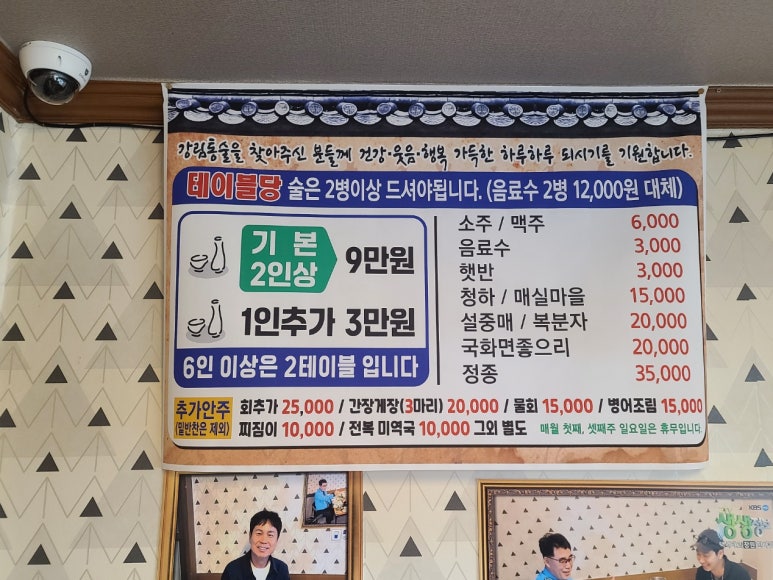 강림통술을 찾아주신 분들께 건강·웃음·행복 가득한 하루하루 되시기를 기원합니다.
테이블당 술은 2병이상 드셔야됩니다. (음료수 2병 12,000원 대체)
기 본
2인상
9만원
1인추가 3만원
6인 이상은 2테이블 입니다
소주 / 맥주 6,000
음료수 3,000
햇반 3,000
청하 / 매실마을 15,000
설중매 / 복분자 20,000
국화면좋으리 20,000
정종 35,000
추가안주
(밑반찬은 제외)
회추가 25,000 / 간장게장(3마리) 20,000 / 물회 15,000 / 병어조림 15,000
찌짐이 10,000 / 전복 미역국 10,000 그외 별도 매월 첫째, 셋째주 일요일은 휴무입니다
KBS
생생